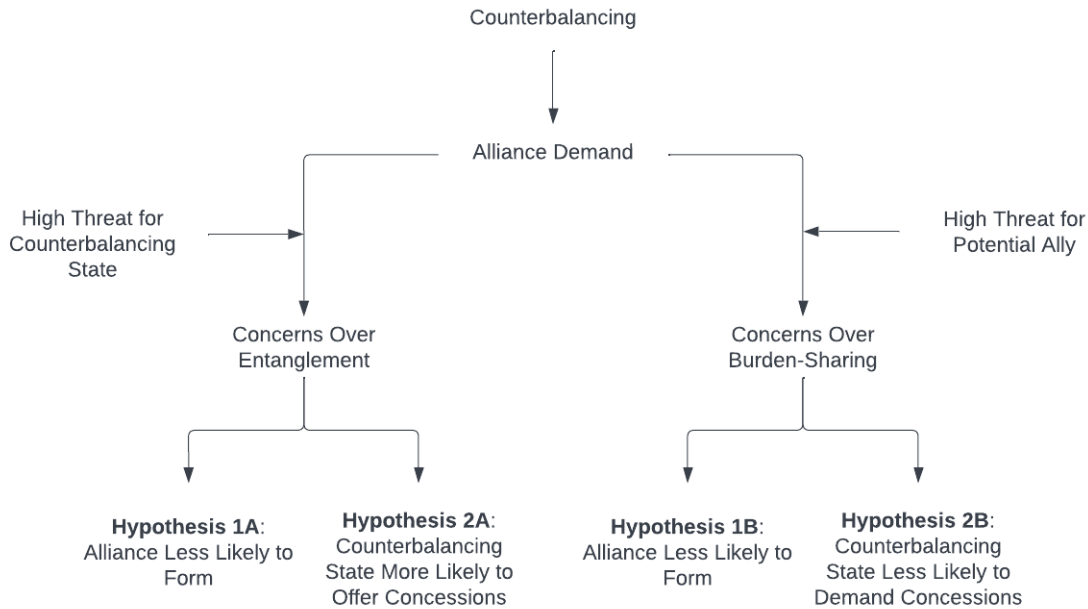 Counterbalancing
Alliance Demand
High Threat for
Counterbalancing
State
High Threat for
Potential Ally
Concerns Over
Entanglement
Concerns Over
Burden-Sharing
Hypothesis 1A:
Alliance Less Likely to
Form
Hypothesis 2A:
Counterbalancing
State More Likely to
Offer Concessions
Hypothesis 1B:
Alliance Less Likely to
Form
Hypothesis 2B:
Counterbalancing
State Less Likely to
Demand Concessions